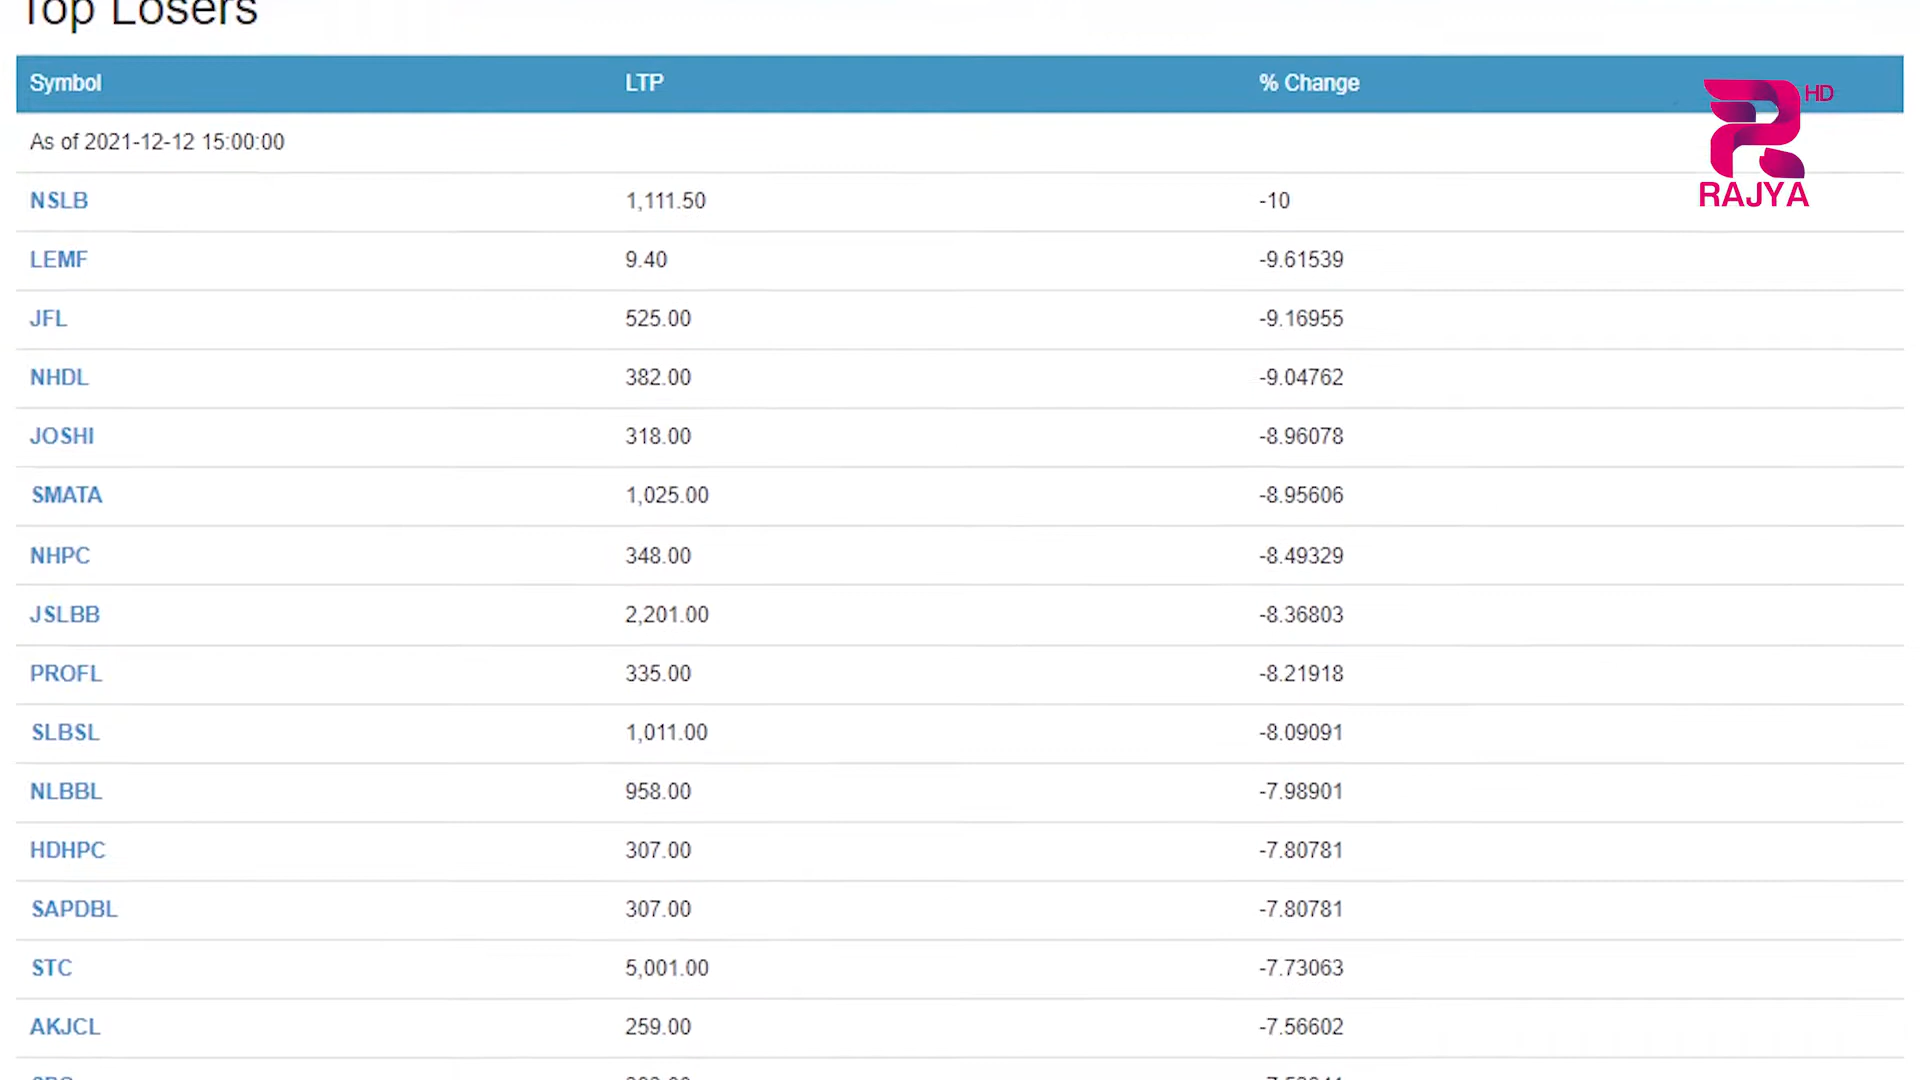 Top Losers
Symbol LTP % Change
HD
RAJYA
As of 2021-12-12 15:00:00
NSLB 1,111.50 -10
LEMF 9.40 -9.61539
JFL 525.00 -9.16955
NHDL 382.00 -9.04762
JOSHI 318.00 -8.96078
SMATA 1,025.00 -8.95606
NHPC 348.00 -8.49329
JSLBB 2,201.00 -8.36803
PROFL 335.00 -8.21918
SLBSL 1,011.00 -8.09091
NLBBL 958.00 -7.98901
HDHPC 307.00 -7.80781
SAPDBL 307.00 -7.80781
STC 5,001.00 -7.73063
AKJCL 259.00 -7.56602